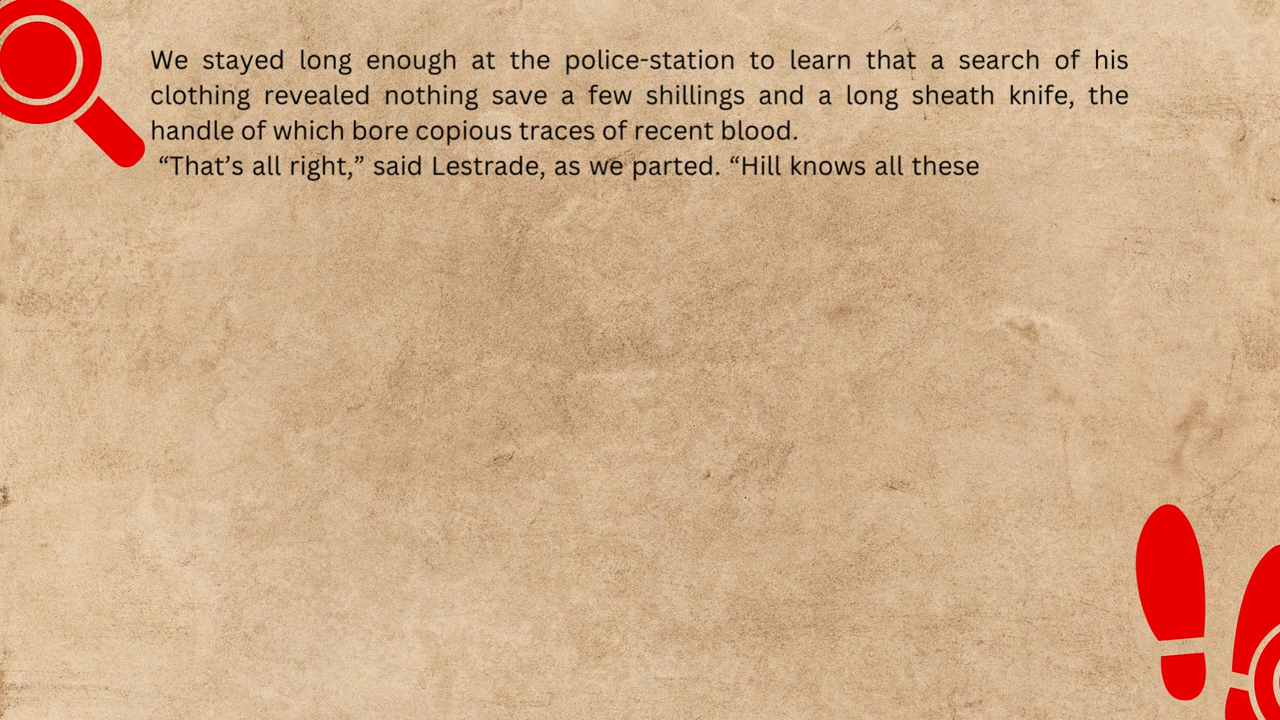 We stayed long enough at the police-station to learn that a search of his
clothing revealed nothing save a few shillings and a long sheath knife, the
handle of which bore copious traces of recent blood.
“That’s all right,” said Lestrade, as we parted. “Hill knows all these